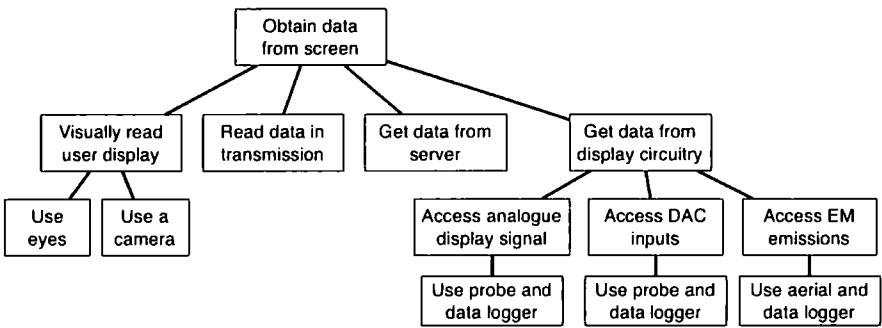 Obtain data
from screen
Visually read
user display
Read data in
transmission
Get data from
server
Get data from
display circuitry
Use
eyes
Use a
camera
Access analogue
display signal
Access DAC
inputs
Access EM
emissions
Use probe and
data logger
Use probe and
data logger
Use aerial and
data logger